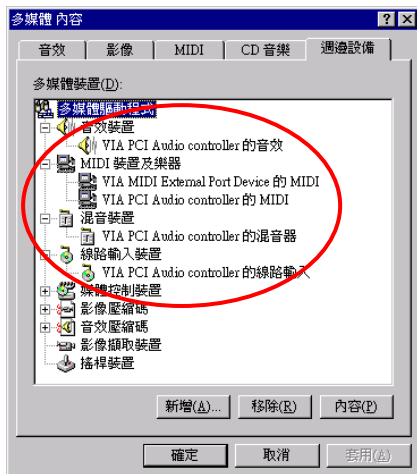 多媒體 內容
音效 影像 MIDI CD 音樂 週邊設備
多媒體裝置(D):
多媒體驅動程式
音效裝置
VIA PCI Audio controller 的音效
MIDI 裝置及樂器
VIA MIDI External Port Device 的 MIDI
VIA PCI Audio controller 的 MIDI
混音裝置
VIA PCI Audio controller 的混音器
線路輸入裝置
VIA PCI Audio controller 的線路輸入
媒體控制裝置
影像壓縮碼
音效壓縮碼
影像擷取裝置
搖桿裝置
新增(A)... 移除(R) 內容(P)
確定 取消 套用(A)